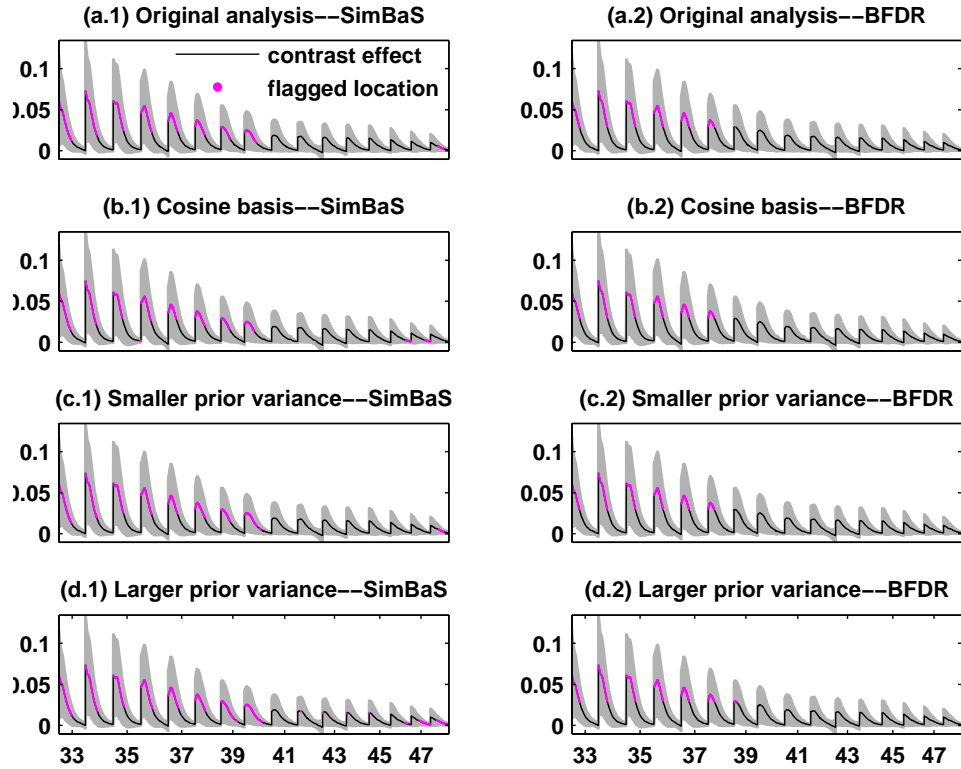 (a.1) Original analysis−−SimBaS
(a.2) Original analysis−−BFDR
contrast effect
flagged location
0.1
0.05
0
0.1
0.05
0
(b.1) Cosine basis−−SimBaS
(b.2) Cosine basis−−BFDR
0.1
0.05
0
0.1
0.05
0
(c.1) Smaller prior variance−−SimBaS
(c.2) Smaller prior variance−−BFDR
0.1
0.05
0
0.1
0.05
0
(d.1) Larger prior variance−−SimBaS
(d.2) Larger prior variance−−BFDR
0.1
0.05
0
0.1
0.05
0
33 35 37 39 41 43 45 47
33 35 37 39 41 43 45 47